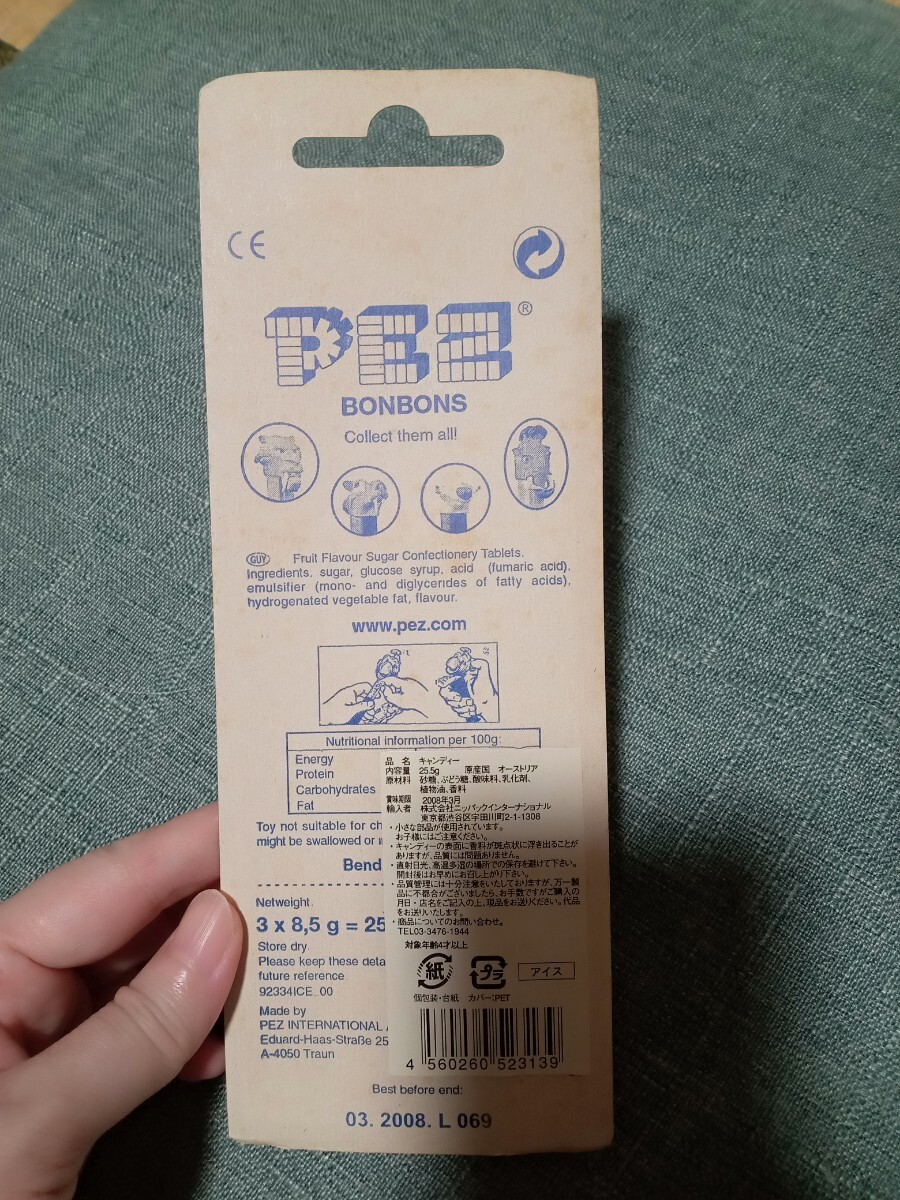 CE
PEZ®
BONBONS
Collect them all!
GUY Fruit Flavour Sugar Confectionery Tablets.
Ingredients. sugar, glucose syrup, acid (fumaric acid).
emulsifier (mono- and diglycerides of fatty acids),
hydrogenated vegetable fat, flavour.
www.pez.com
Nutritional information per 100g:
Energy
Protein
Carbohydrates
Fat
Toy not suitable for ch
might be swallowed or
Bend
Netweight.
3 x 8,5 g = 25
Store dry.
Please keep these deta
future reference
92334ICE_00
Made by
PEZ INTERNATIONAL
Eduard-Haas-Straße 25
A-4050 Traun
品 名 キャンディー
内容量 25.5g 原産国 オーストリア
原材料 砂糖、ぶどう糖、酸味料、乳化剤、
植物油、香料
賞味期限 2008年3月
輸入者 株式会社ニッパックインターナショナル
東京都渋谷区宇田川町2-1-1308
・小さな部品が使用されています。
お子様にはご注意ください。
・キャンディーの表面に香料が斑点状に浮き出ることが
ありますが、品質には問題ありません。
・直射日光、高温多湿の場所での保存を避けて下さい。
開封後はお早めにお召し上がり下さい。
・品質管理には十分注意をいたしておりますが、万一製
品に不都合がございましたら、お手数ですがご購入の
月日・店名をご記入の上、現品をお送りください。代品
をお送りいたします。
・商品についてのお問い合わせ。
TEL03-3476-1944
対象年齢4才以上
紙 プラ アイス
個包装・台紙 カバー:PET
4 560260 523139
Best before end:
03. 2008. L 069